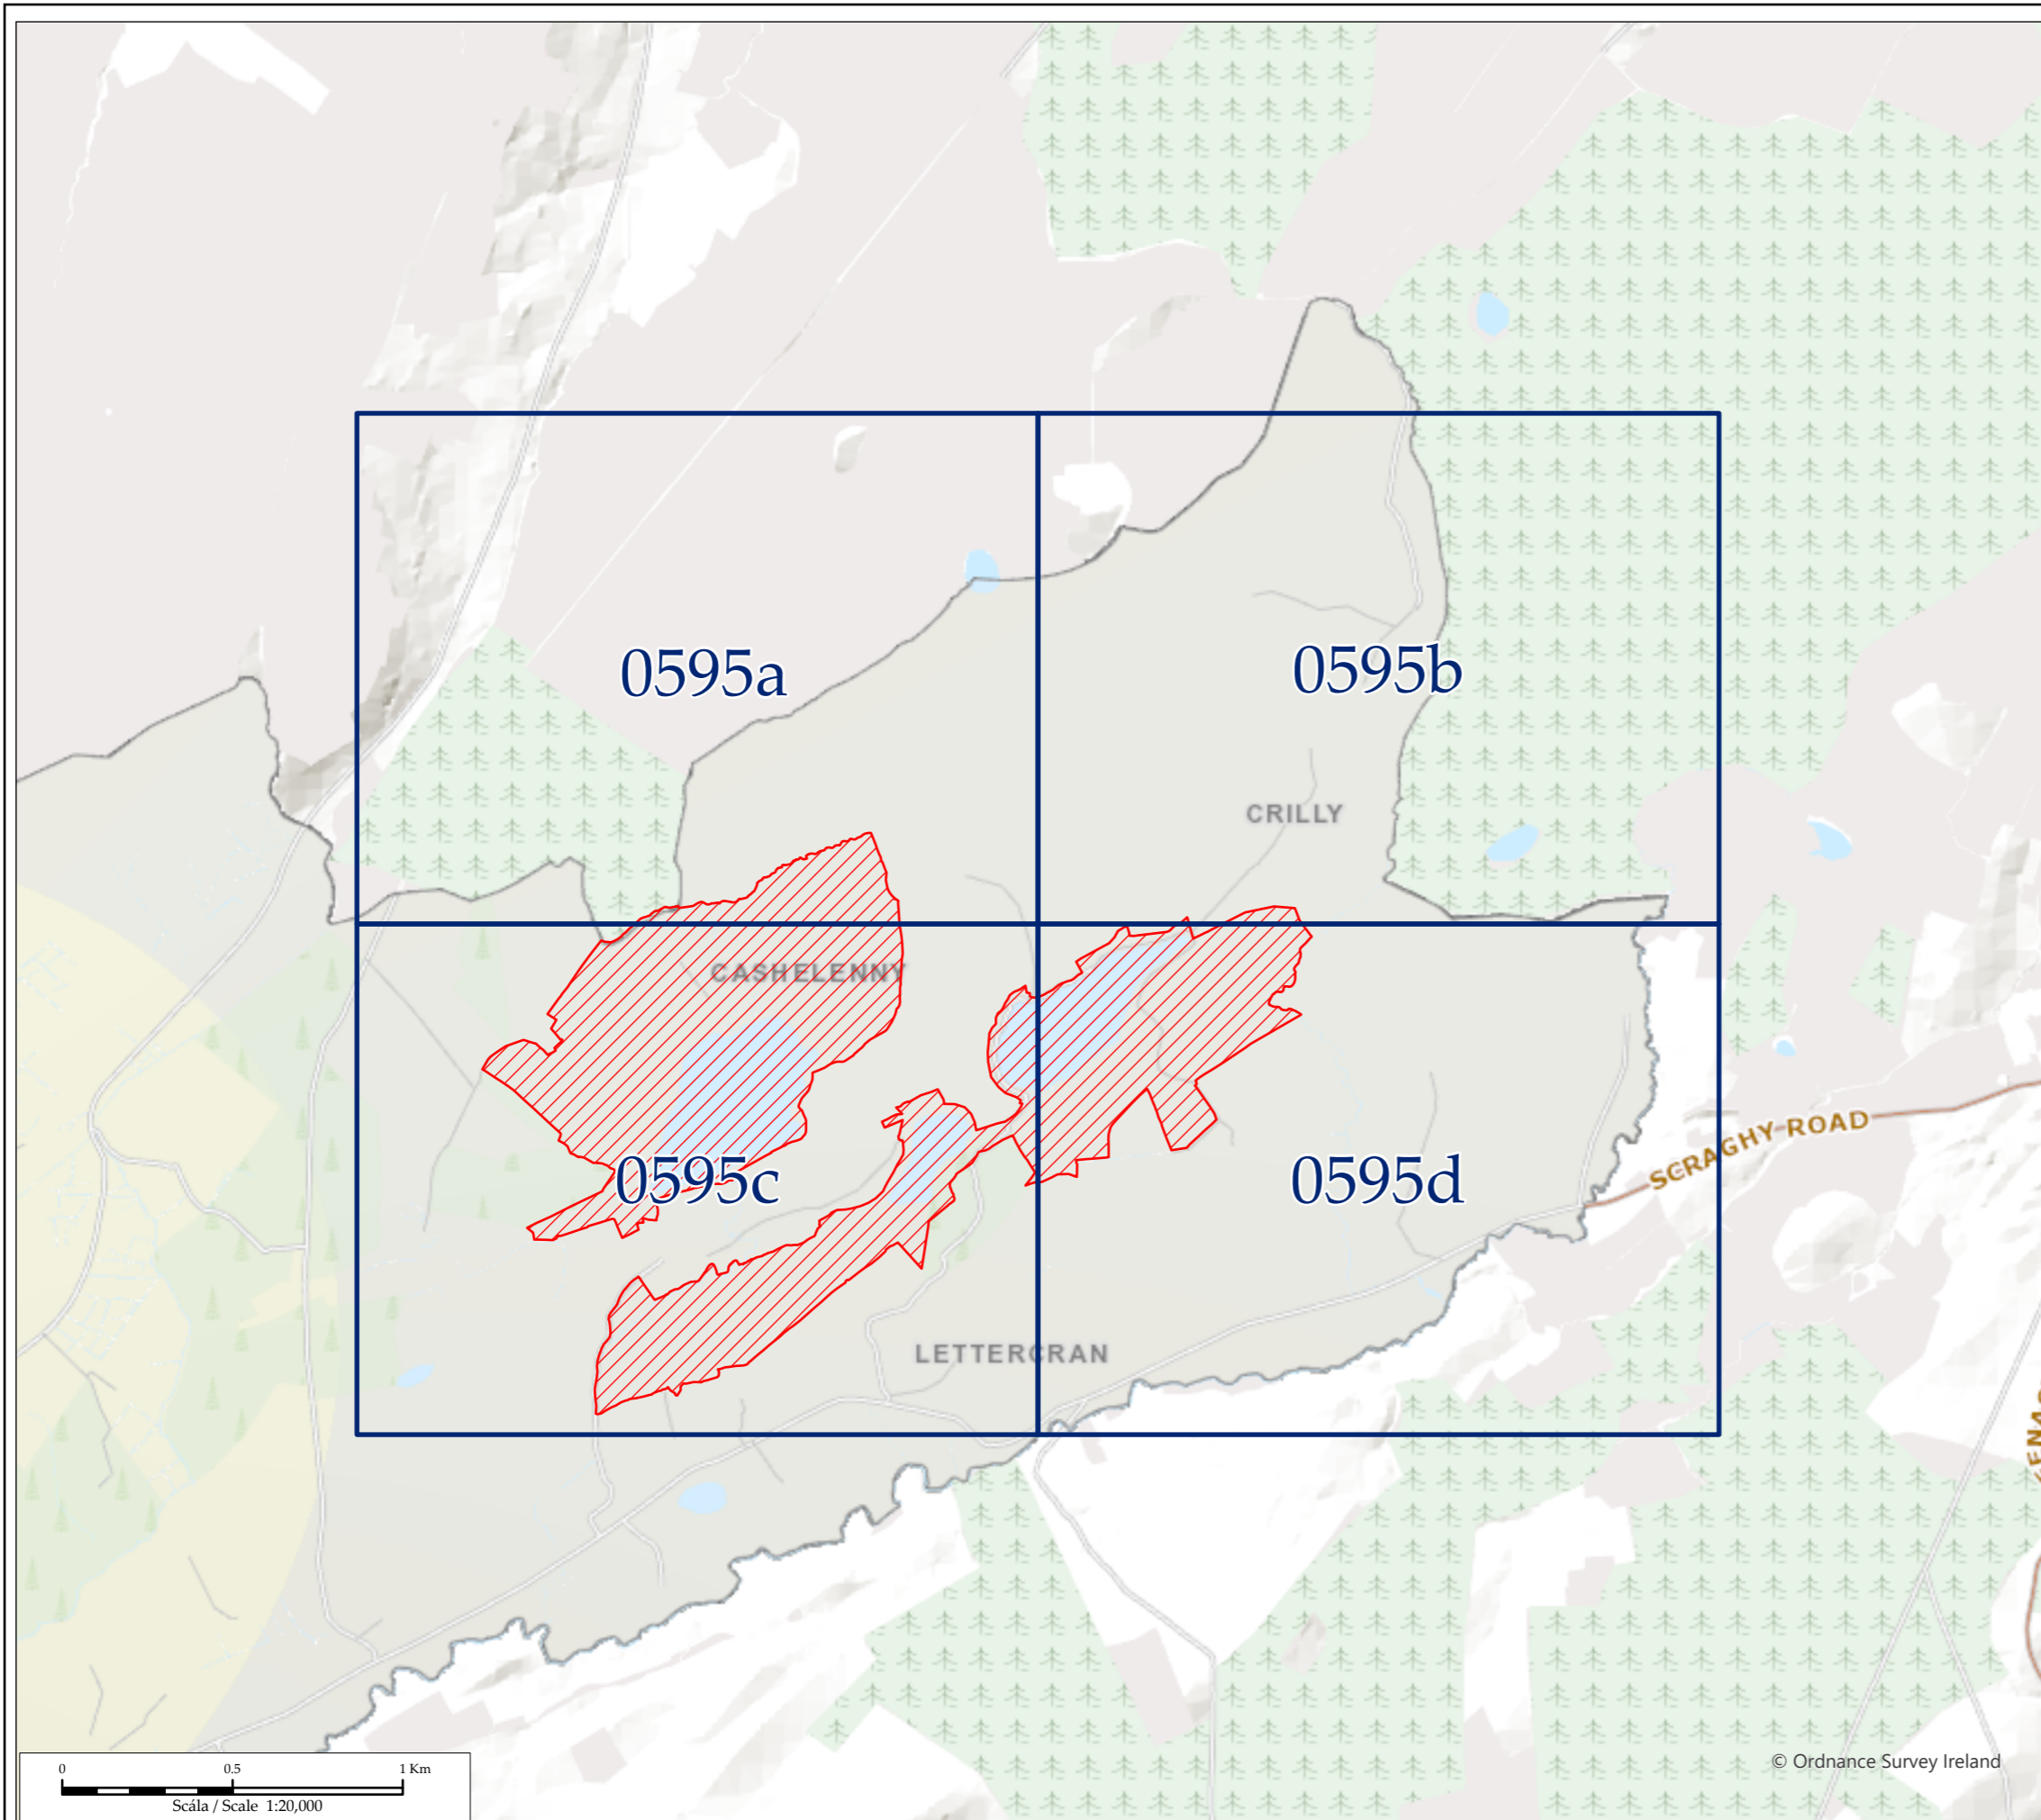 0595a
0595b
CRILLY
CASHELENNY
SCRAGHY ROAD
0595c
0595d
LETTERCRAN
© Ordnance Survey Ireland
0 0.5 1 Km
Scála / Scale 1:20,000